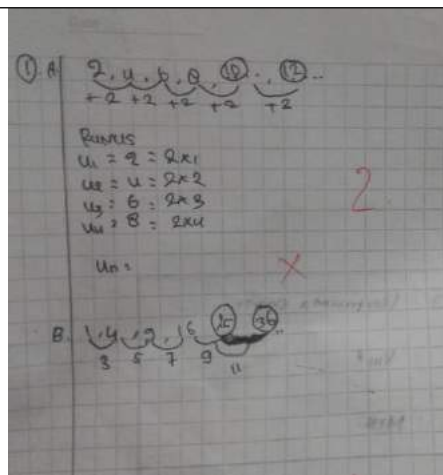 ① A 2, 4, 6, 8, 10, 12 ..
+2 +2 +2 +2 +2
Rumus
U₁ = 2 = 2x1
U₂ = 4 = 2x2
U₃ = 6 = 2x3
U₄ = 8 = 2x4
2
Uₙ =
B. 1, 4, 9, 16 25 36 ..
3 5 7 9 11